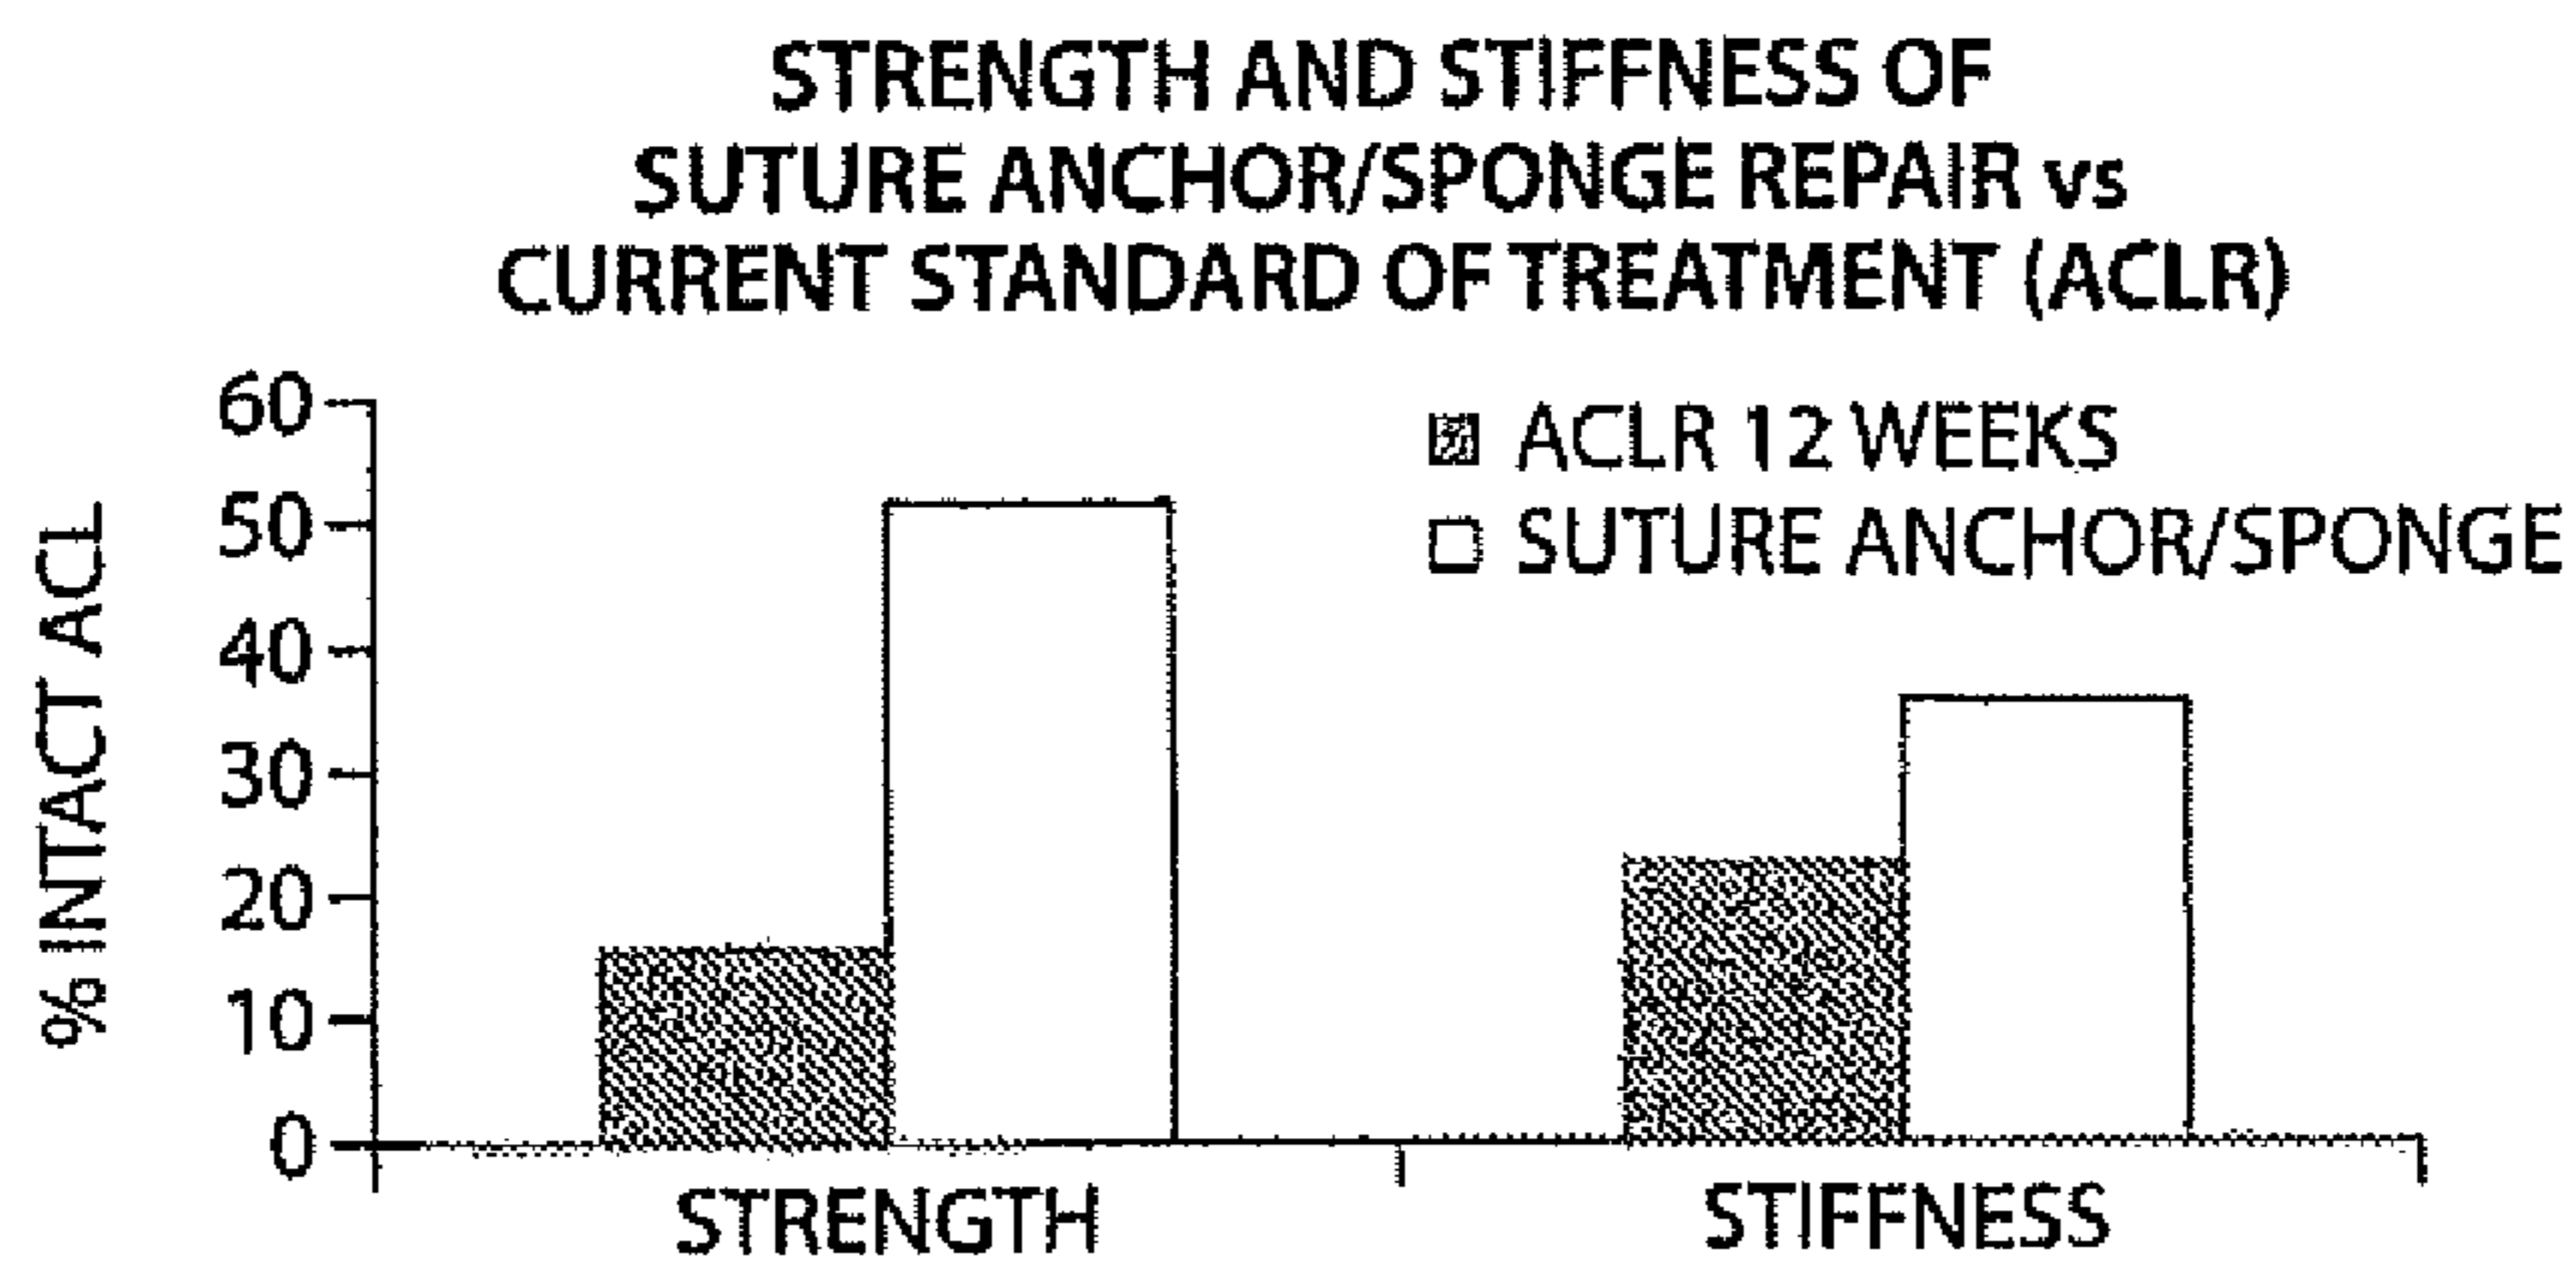 STRENGTH AND STIFFNESS OF
SUTURE ANCHOR/SPONGE REPAIR vs
CURRENT STANDARD OF TREATMENT (ACLR)
% INTACT ACL
60
50
40
30
20
10
0
ACLR 12 WEEKS
SUTURE ANCHOR/SPONGE
STRENGTH
STIFFNESS